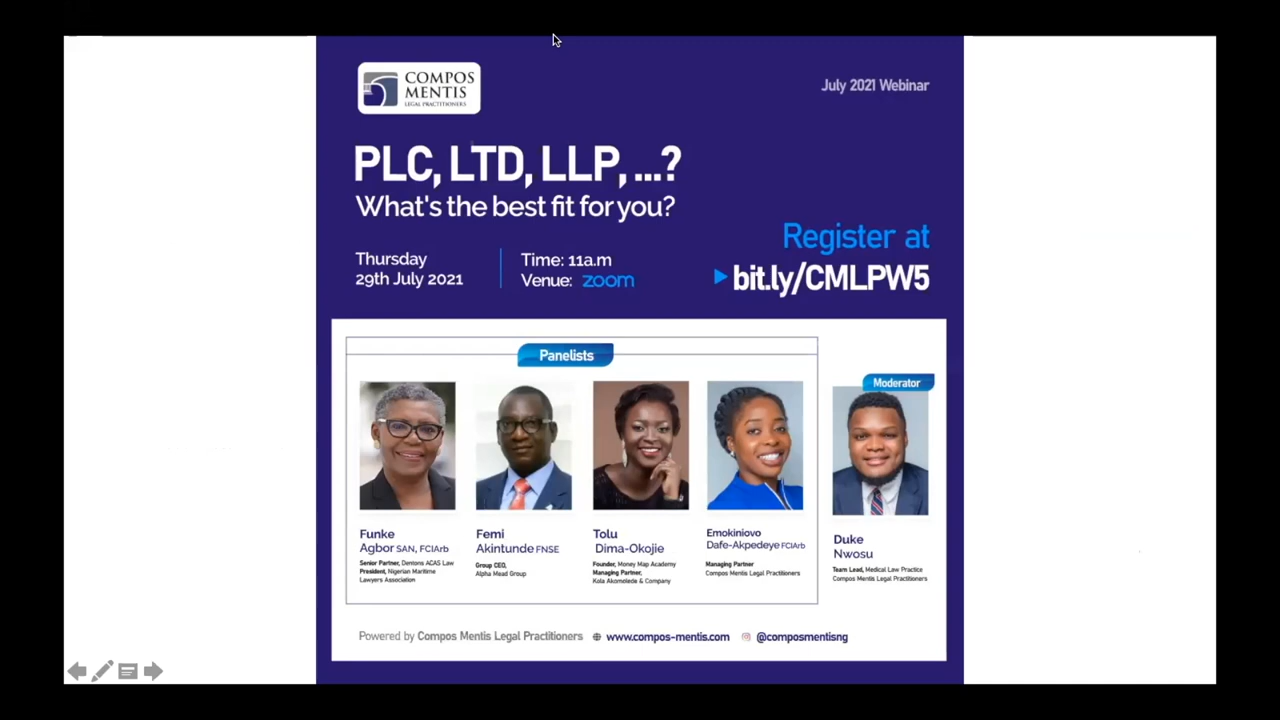 COMPOS
MENTIS
LEGAL PRACTITIONERS
July 2021 Webinar
PLC, LTD, LLP, ...?
What's the best fit for you?
Thursday
29th July 2021
Time: 11a.m
Venue: zoom
Register at
bit.ly/CMLPW5
Panelists
Moderator
Funke
Agbor SAN, FCIArb
Senior Partner, Dentons ACAS Law
President, Nigerian Maritime
Lawyers Association
Femi
Akintunde FNSE
Group CEO,
Alpha Mead Group
Tolu
Dima-Okojie
Founder, Money Map Academy
Managing Partner,
Kola Akomolede & Company
Emokiniovo
Dafe-Akpedeye FCIArb
Managing Partner
Compos Mentis Legal Practitioners
Duke
Nwosu
Team Lead, Medical Law Practice
Compos Mentis Legal Practitioners
Powered by Compos Mentis Legal Practitioners www.compos-mentis.com @composmentisng